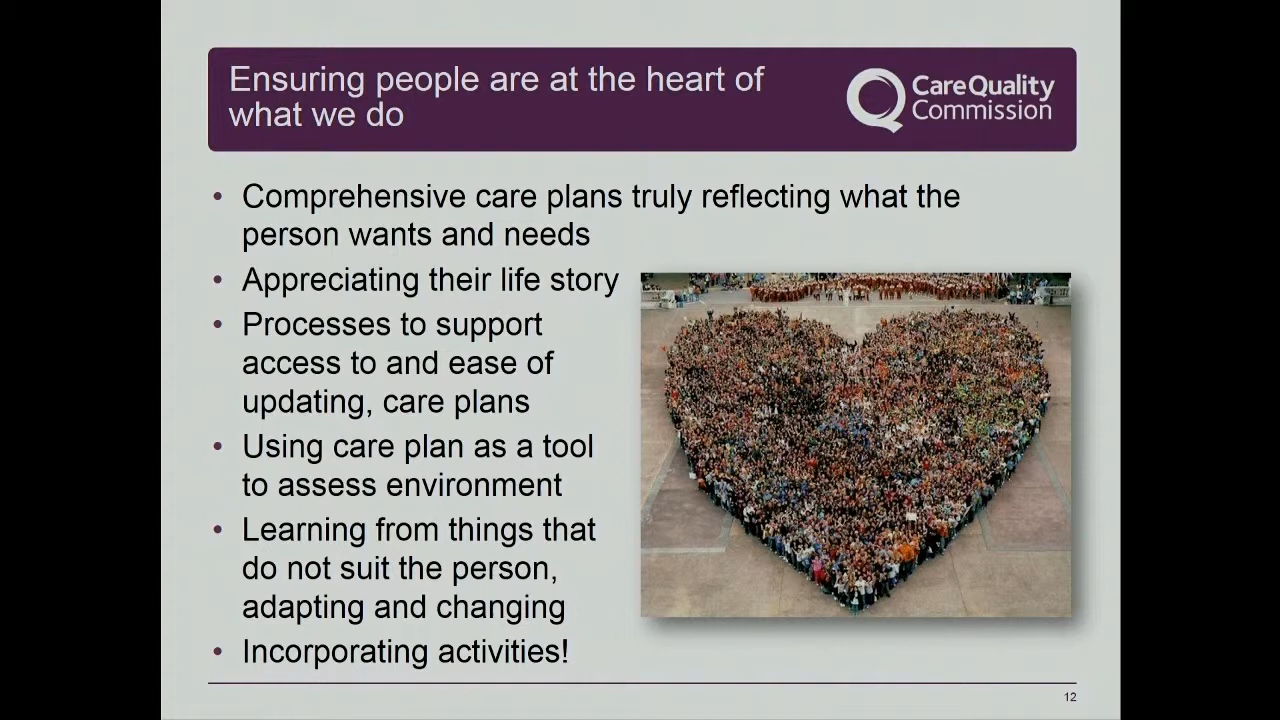 Ensuring people are at the heart of
what we do
CareQuality
Commission
• Comprehensive care plans truly reflecting what the
person wants and needs
• Appreciating their life story
• Processes to support
access to and ease of
updating, care plans
• Using care plan as a tool
to assess environment
• Learning from things that
do not suit the person,
adapting and changing
• Incorporating activities!
12